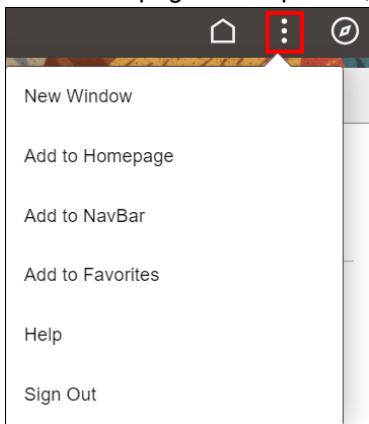 New Window
Add to Homepage
Add to NavBar
Add to Favorites
Help
Sign Out